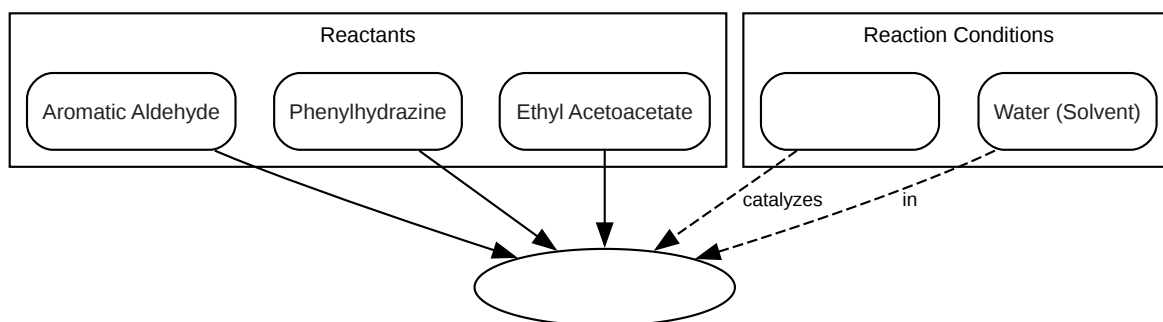 Reactants
Reaction Conditions
Aromatic Aldehyde
Phenylhydrazine
Ethyl Acetoacetate
Water (Solvent)
catalyzes
in